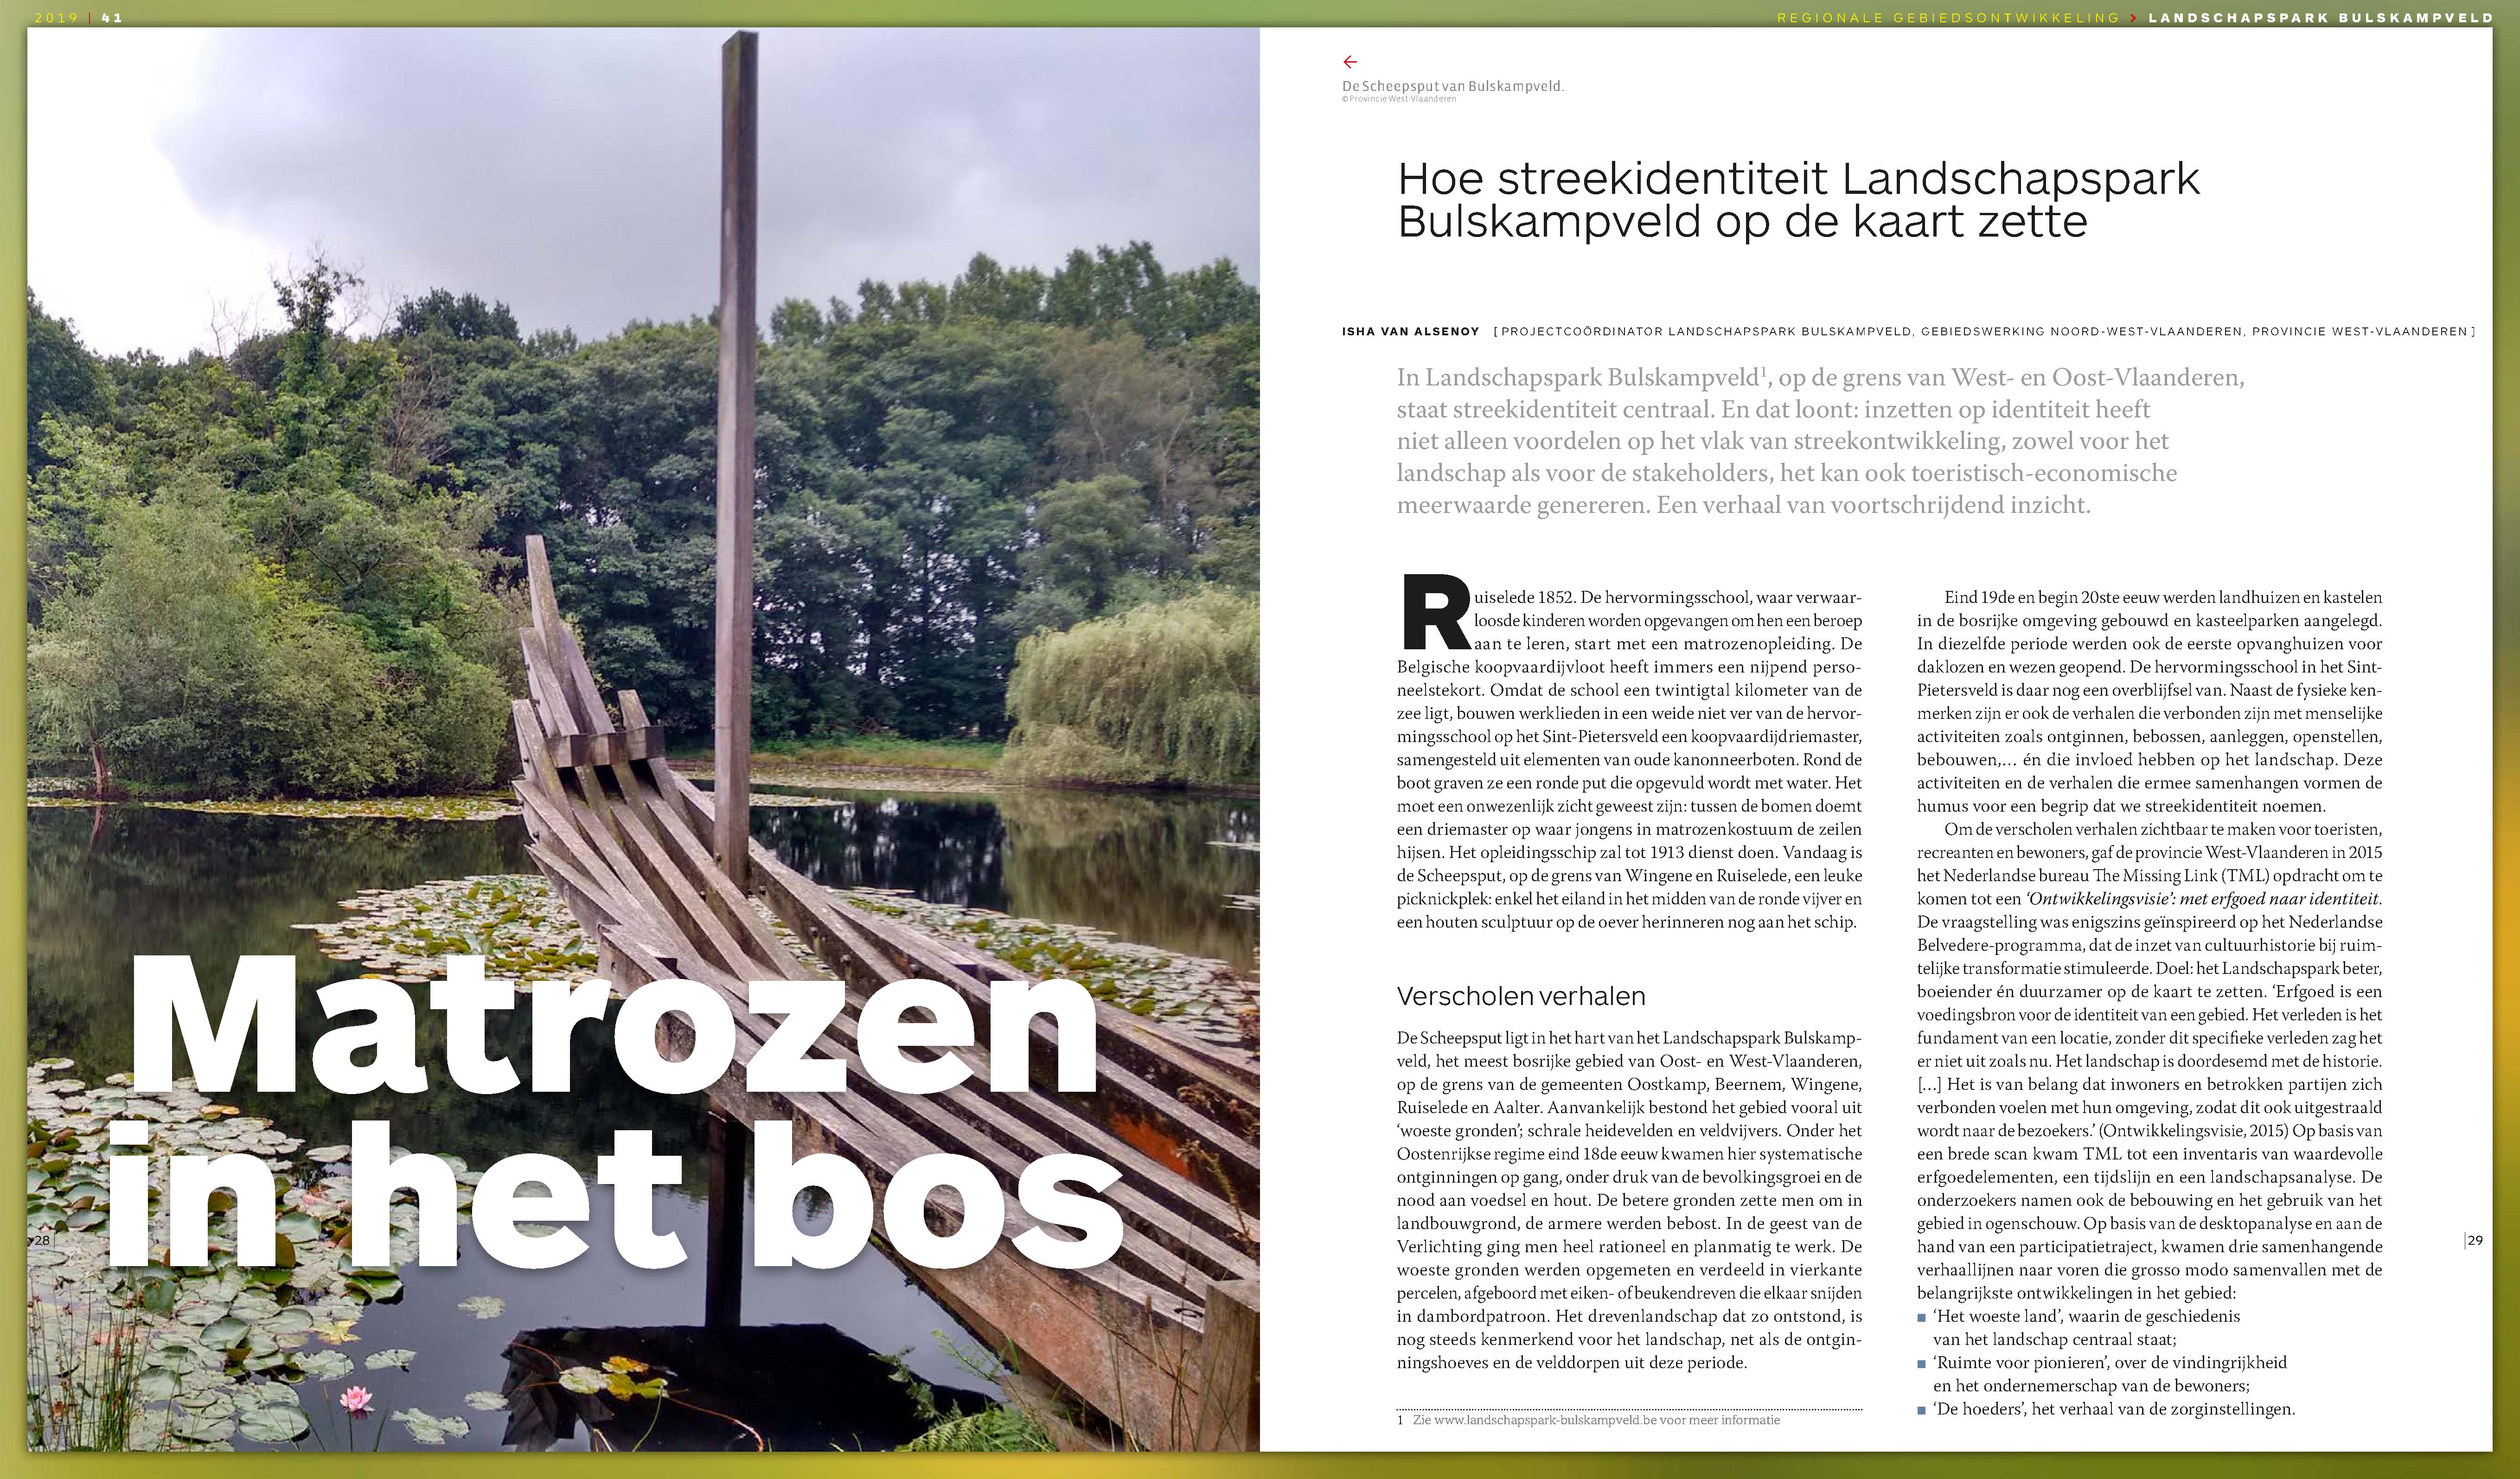 2019 | 41
REGIONALE GEBIEDSONTWIKKELING > LANDSCHAPSPARK BULSKAMPVELD
Matrozen
in het bos
28
←
De Scheepsput van Bulskampveld.
© Provincie West-Vlaanderen
Hoe streekidentiteit Landschapspark
Bulskampveld op de kaart zette
ISHA VAN ALSENOY [ PROJECTCOÖRDINATOR LANDSCHAPSPARK BULSKAMPVELD, GEBIEDSWERKING NOORD-WEST-VLAANDEREN, PROVINCIE WEST-VLAANDEREN ]
In Landschapspark Bulskampveld¹, op de grens van West- en Oost-Vlaanderen,
staat streekidentiteit centraal. En dat loont: inzetten op identiteit heeft
niet alleen voordelen op het vlak van streekontwikkeling, zowel voor het
landschap als voor de stakeholders, het kan ook toeristisch-economische
meerwaarde genereren. Een verhaal van voortschrijdend inzicht.
Ruiselede 1852. De hervormingsschool, waar verwaar-
loosde kinderen worden opgevangen om hen een beroep
aan te leren, start met een matrozenopleiding. De
Belgische koopvaardijvloot heeft immers een nijpend perso-
neelstekort. Omdat de school een twintigtal kilometer van de
zee ligt, bouwen werklieden in een weide niet ver van de hervor-
mingsschool op het Sint-Pietersveld een koopvaardijdriemaster,
samengesteld uit elementen van oude kanonneerboten. Rond de
boot graven ze een ronde put die opgevuld wordt met water. Het
moet een onwezenlijk zicht geweest zijn: tussen de bomen doemt
een driemaster op waar jongens in matrozenkostuum de zeilen
hijsen. Het opleidingsschip zal tot 1913 dienst doen. Vandaag is
de Scheepsput, op de grens van Wingene en Ruiselede, een leuke
picknickplek: enkel het eiland in het midden van de ronde vijver en
een houten sculptuur op de oever herinneren nog aan het schip.
Verscholen verhalen
De Scheepsput ligt in het hart van het Landschapspark Bulskamp-
veld, het meest bosrijke gebied van Oost- en West-Vlaanderen,
op de grens van de gemeenten Oostkamp, Beernem, Wingene,
Ruiselede en Aalter. Aanvankelijk bestond het gebied vooral uit
‘woeste gronden’; schrale heidevelden en veldvijvers. Onder het
Oostenrijkse regime eind 18de eeuw kwamen hier systematische
ontginningen op gang, onder druk van de bevolkingsgroei en de
nood aan voedsel en hout. De betere gronden zette men om in
landbouwgrond, de armere werden bebost. In de geest van de
Verlichting ging men heel rationeel en planmatig te werk. De
woeste gronden werden opgemeten en verdeeld in vierkante
percelen, afgeboord met eiken- of beukendreven die elkaar snijden
in dambordpatroon. Het drevenlandschap dat zo ontstond, is
nog steeds kenmerkend voor het landschap, net als de ontgin-
ningshoeves en de velddorpen uit deze periode.
1 Zie www.landschapspark-bulskampveld.be voor meer informatie
Eind 19de en begin 20ste eeuw werden landhuizen en kastelen
in de bosrijke omgeving gebouwd en kasteelparken aangelegd.
In diezelfde periode werden ook de eerste opvanghuizen voor
daklozen en wezen geopend. De hervormingsschool in het Sint-
Pietersveld is daar nog een overblijfsel van. Naast de fysieke ken-
merken zijn er ook de verhalen die verbonden zijn met menselijke
activiteiten zoals ontginnen, bebossen, aanleggen, openstellen,
bebouwen,… én die invloed hebben op het landschap. Deze
activiteiten en de verhalen die ermee samenhangen vormen de
humus voor een begrip dat we streekidentiteit noemen.
Om de verscholen verhalen zichtbaar te maken voor toeristen,
recreanten en bewoners, gaf de provincie West-Vlaanderen in 2015
het Nederlandse bureau The Missing Link (TML) opdracht om te
komen tot een ‘Ontwikkelingsvisie’: met erfgoed naar identiteit.
De vraagstelling was enigszins geïnspireerd op het Nederlandse
Belvedere-programma, dat de inzet van cultuurhistorie bij ruim-
telijke transformatie stimuleerde. Doel: het Landschapspark beter,
boeiender én duurzamer op de kaart te zetten. ‘Erfgoed is een
voedingsbron voor de identiteit van een gebied. Het verleden is het
fundament van een locatie, zonder dit specifieke verleden zag het
er niet uit zoals nu. Het landschap is doordesemd met de historie.
[…] Het is van belang dat inwoners en betrokken partijen zich
verbonden voelen met hun omgeving, zodat dit ook uitgestraald
wordt naar de bezoekers.’ (Ontwikkelingsvisie, 2015) Op basis van
een brede scan kwam TML tot een inventaris van waardevolle
erfgoedelementen, een tijdslijn en een landschapsanalyse. De
onderzoekers namen ook de bebouwing en het gebruik van het
gebied in ogenschouw. Op basis van de desktopanalyse en aan de
hand van een participatietraject, kwamen drie samenhangende
verhaallijnen naar voren die grosso modo samenvallen met de
belangrijkste ontwikkelingen in het gebied:
■ ‘Het woeste land’, waarin de geschiedenis
van het landschap centraal staat;
■ ‘Ruimte voor pionieren’, over de vindingrijkheid
en het ondernemerschap van de bewoners;
■ ‘De hoeders’, het verhaal van de zorginstellingen.
29